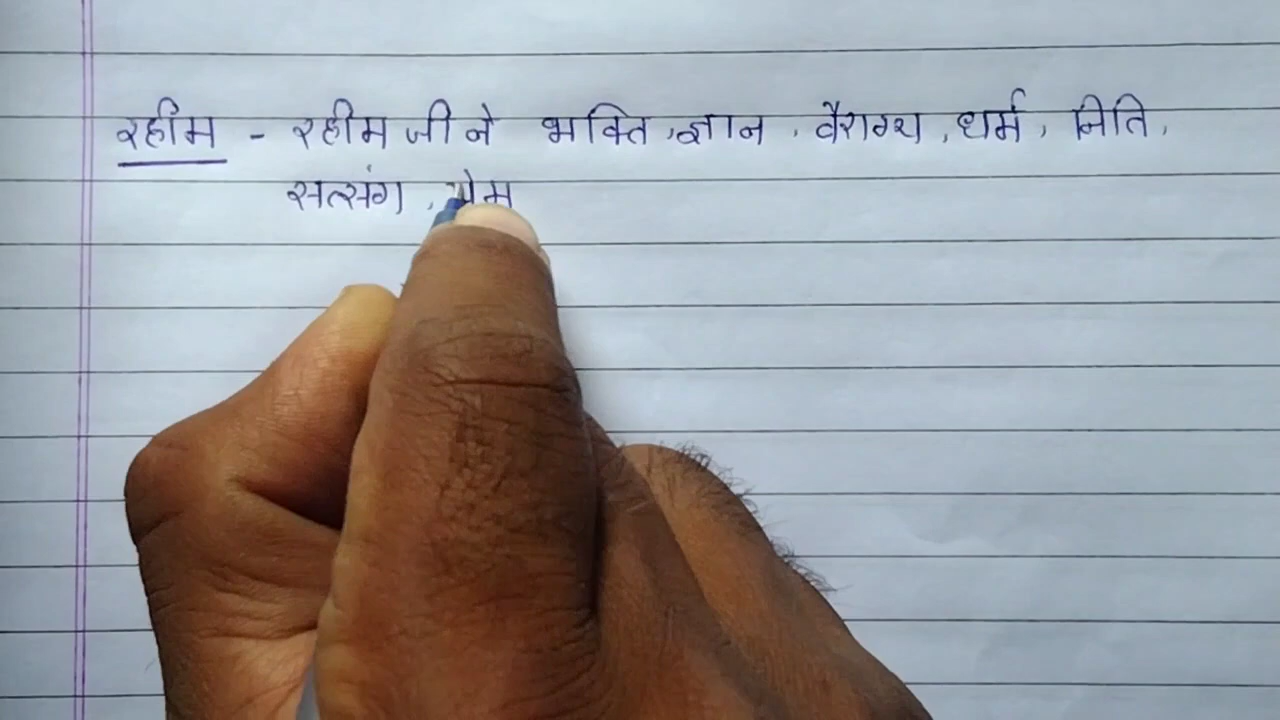 रहीम - रहीम जी ने भक्ति, ज्ञान, वैराग्य, धर्म, निति,
सत्संग, प्रेम